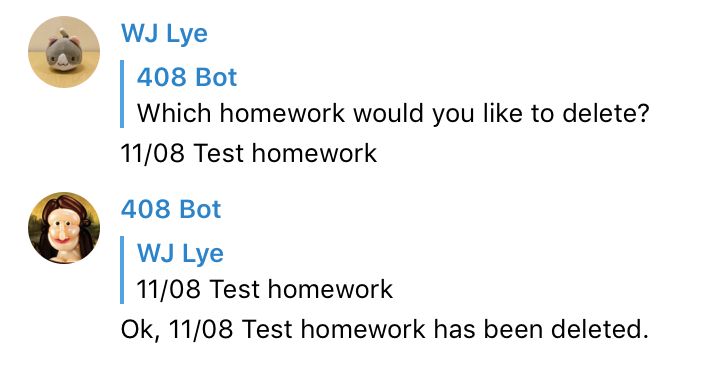 WJ Lye
408 Bot
Which homework would you like to delete?
11/08 Test homework
408 Bot
WJ Lye
11/08 Test homework
Ok, 11/08 Test homework has been deleted.